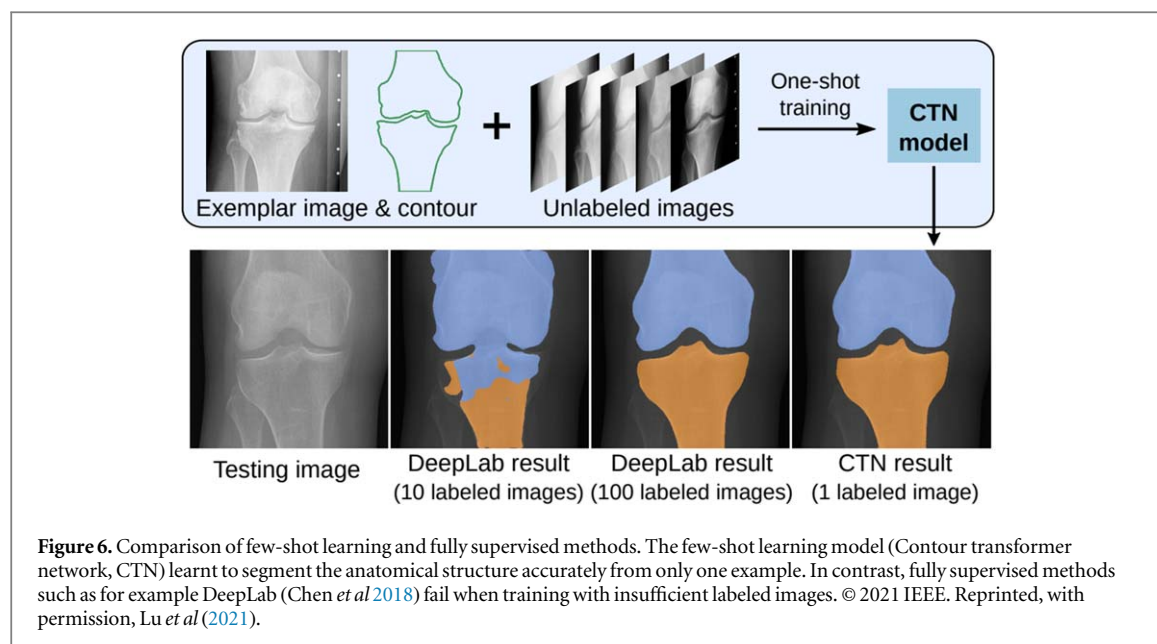 One-shot
training
CTN
model
+
Exemplar image & contour
Unlabeled images
Testing image
DeepLab result
(10 labeled images)
DeepLab result
(100 labeled images)
CTN result
(1 labeled image)
Figure 6. Comparison of few-shot learning and fully supervised methods. The few-shot learning model (Contour transformer
network, CTN) learnt to segment the anatomical structure accurately from only one example. In contrast, fully supervised methods
such as for example DeepLab (Chen et al 2018) fail when training with insufficient labeled images. © 2021 IEEE. Reprinted, with
permission, Lu et al (2021).